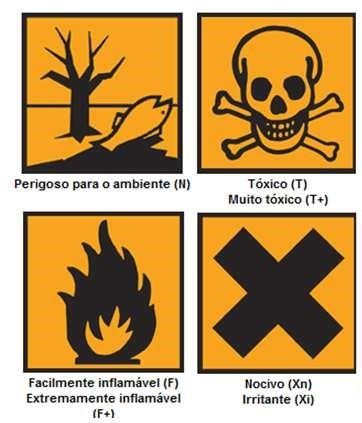 Perigoso para o ambiente (N)
Tóxico (T)
Muito tóxico (T+)
Facilmente inflamável (F)
Extremamente inflamável
(F+)
Nocivo (Xn)
Irritante (Xi)